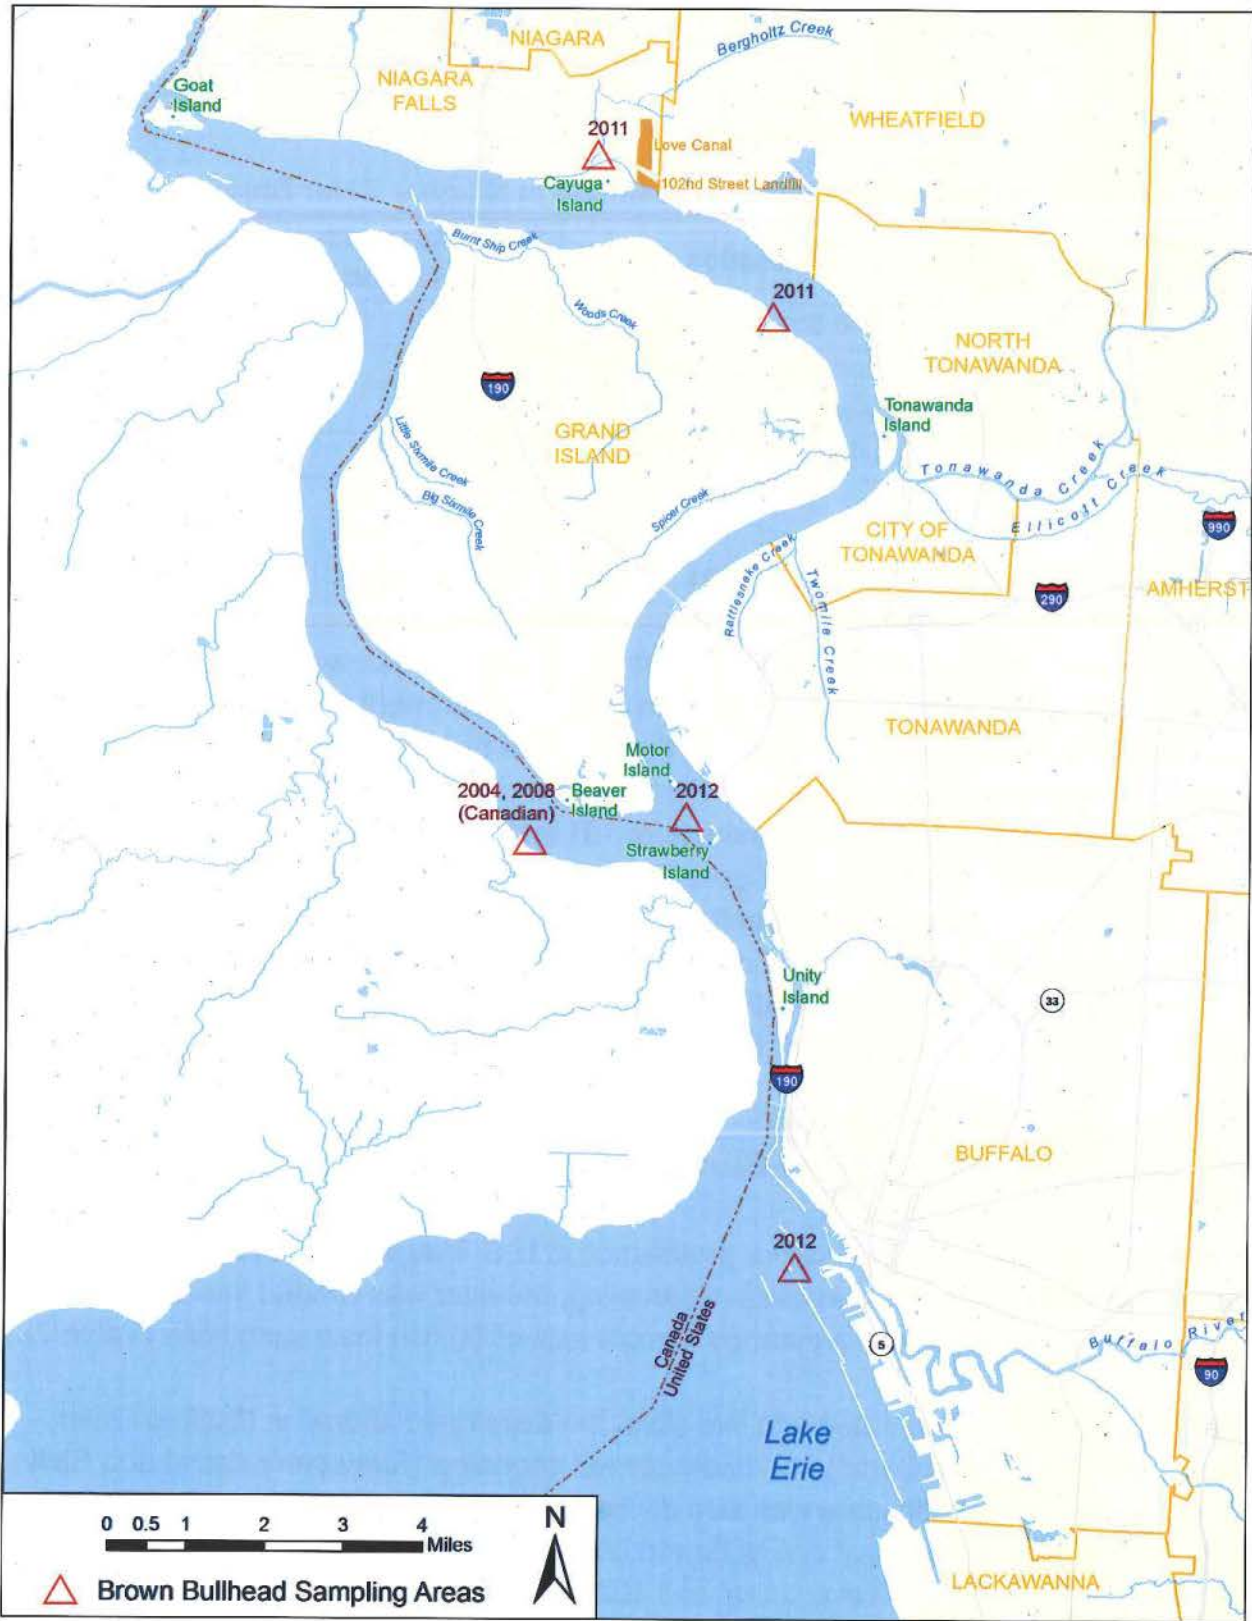 NIAGARA
Bergholtz Creek
NIAGARA
FALLS
Goat
Island
WHEATFIELD
2011
Love Canal
102nd Street Landfill
Cayuga
Island
Burnt Ship Creek
2011
Woods Creek
NORTH
TONAWANDA
190
Tonawanda
Island
GRAND
ISLAND
Little Sixmile Creek
Big Sixmile Creek
Tonawanda Creek
Ellicott Creek
Spicer Creek
CITY OF
TONAWANDA
990
Rattlesnake Creek
Twomile Creek
290
AMHERST
TONAWANDA
Motor
Island
2004, 2008
(Canadian)
Beaver
Island
2012
Strawberry
Island
Unity
Island
33
190
BUFFALO
2012
Canada
United States
5
Buffalo River
90
Lake
Erie
0 0.5 1 2 3 4
Miles
N
Brown Bullhead Sampling Areas
LACKAWANNA